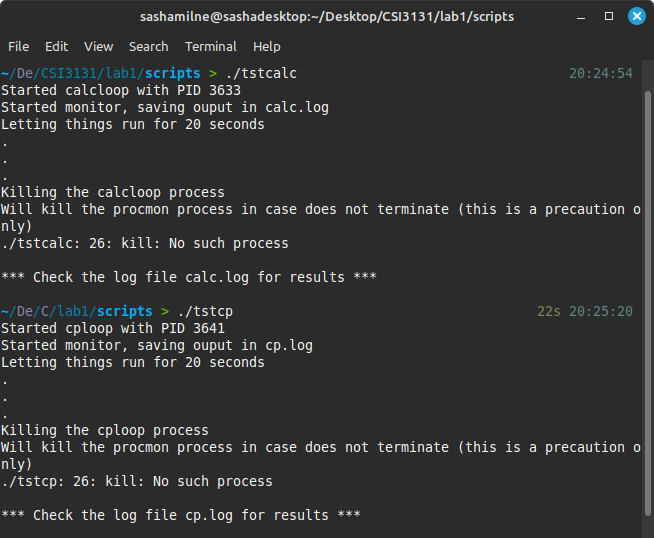 sashamilne@sashadesktop:~/Desktop/CSI3131/lab1/scripts
File Edit View Search Terminal Help
~/De/CSI3131/lab1/scripts > ./tstcalc 20:24:54
Started calcloop with PID 3633
Started monitor, saving ouput in calc.log
Letting things run for 20 seconds
.
.
.
Killing the calcloop process
Will kill the procmon process in case does not terminate (this is a precaution o
nly)
./tstcalc: 26: kill: No such process
*** Check the log file calc.log for results ***
~/De/C/lab1/scripts > ./tstcp 22s 20:25:20
Started cploop with PID 3641
Started monitor, saving ouput in cp.log
Letting things run for 20 seconds
.
.
.
Killing the cploop process
Will kill the procmon process in case does not terminate (this is a precaution o
nly)
./tstcp: 26: kill: No such process
*** Check the log file cp.log for results ***